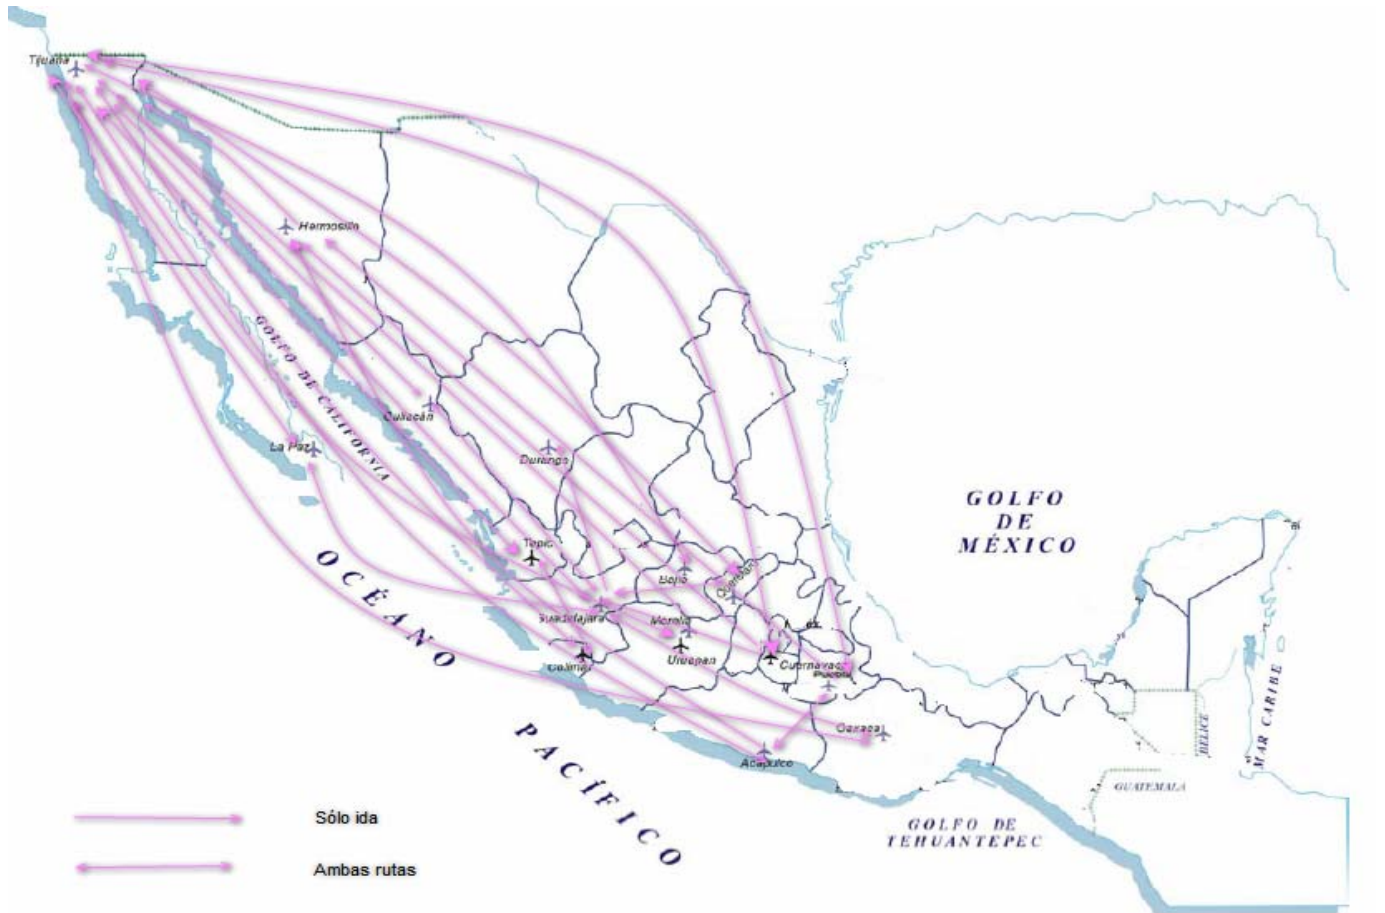 Tijuana
Hermosillo
GOLFO DE CALIFORNIA
Culiacán
La Paz
Durango
GOLFO
DE
MÉXICO
Tepic
Bajío
OCÉANO
Guadalajara
Morelia
Uruapan
Colima
Cuernavaca
Puebla
Oaxaca
Acapulco
PACÍFICO
BELICE
MAR CARIBE
GUATEMALA
GOLFO DE
TEHUANTEPEC
Sólo ida
Ambas rutas